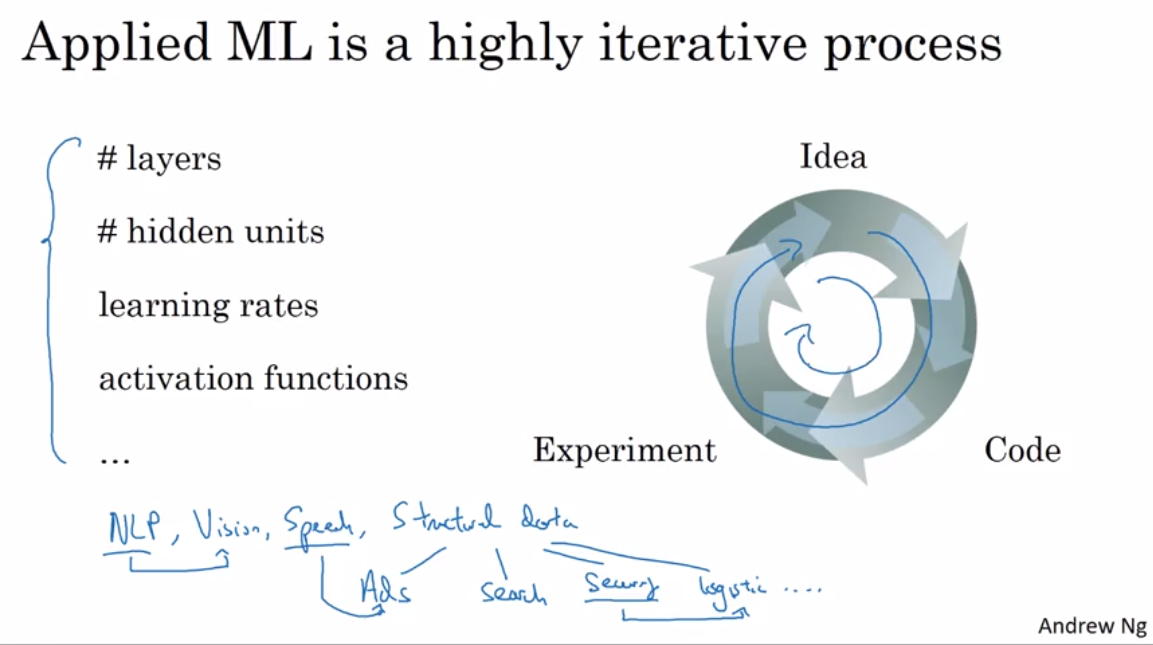 Applied ML is a highly iterative process
# layers
# hidden units
learning rates
activation functions
...
Idea
Experiment
Code
NLP, Vision, Speech, Structured data
Ads Search Security logistic ....
Andrew Ng